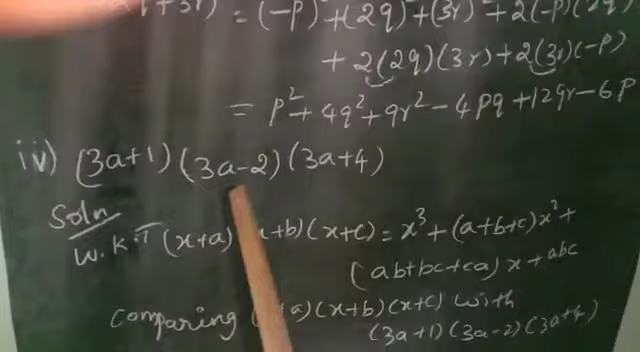 +3r) = (-p)² + (2q)² + (3r)² + 2(-p)(2q)
+ 2(2q)(3r) + 2(3r)(-p)
= p² + 4q² + 9r² - 4pq + 12qr - 6p
iv) (3a+1)(3a-2)(3a+4)
Soln
W.K.T (x+a) x+b)(x+c) = x³ + (a+b+c)x² +
(ab+bc+ca)x + abc
Comparing +a)(x+b)(x+c) with
(3a+1)(3a-2)(3a+4)